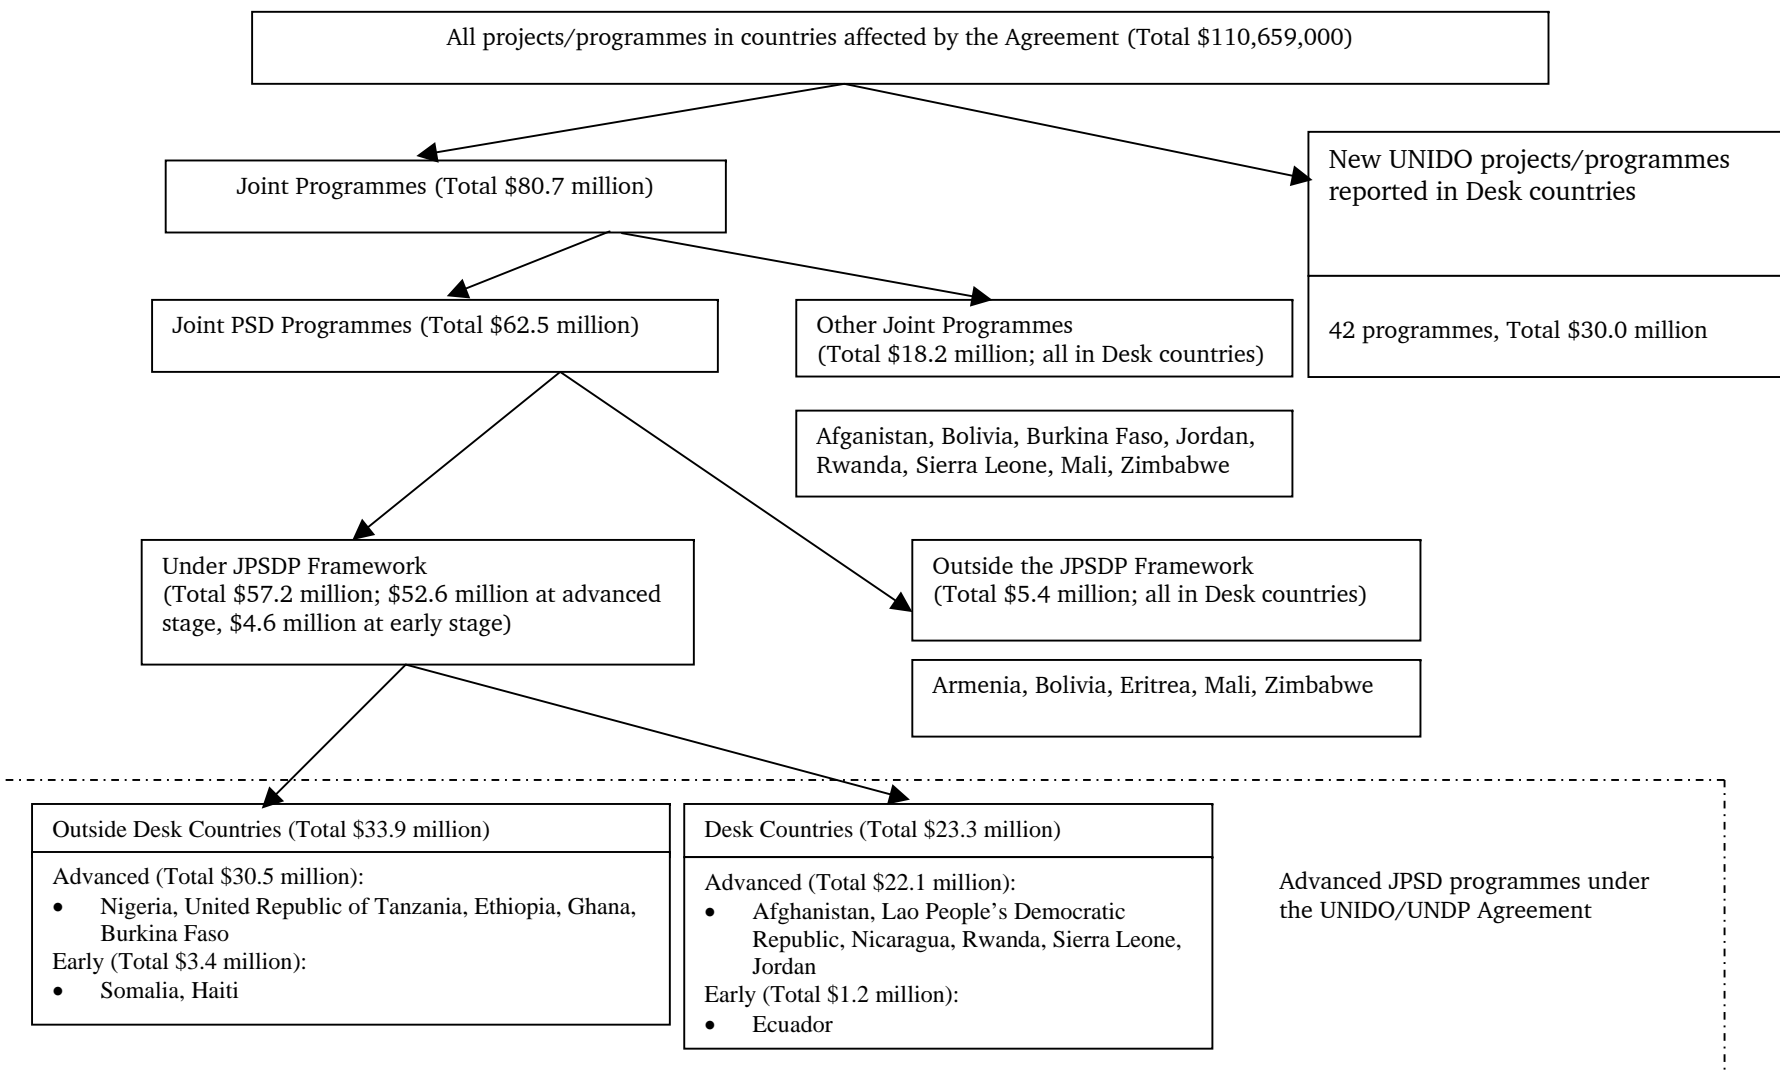 All projects/programmes in countries affected by the Agreement (Total $110,659,000)
Joint Programmes (Total $80.7 million)
New UNIDO projects/programmes
reported in Desk countries
42 programmes, Total $30.0 million
Joint PSD Programmes (Total $62.5 million)
Other Joint Programmes
(Total $18.2 million; all in Desk countries)
Afganistan, Bolivia, Burkina Faso, Jordan,
Rwanda, Sierra Leone, Mali, Zimbabwe
Under JPSDP Framework
(Total $57.2 million; $52.6 million at advanced
stage, $4.6 million at early stage)
Outside the JPSDP Framework
(Total $5.4 million; all in Desk countries)
Armenia, Bolivia, Eritrea, Mali, Zimbabwe
Outside Desk Countries (Total $33.9 million)
Advanced (Total $30.5 million):
• Nigeria, United Republic of Tanzania, Ethiopia, Ghana,
Burkina Faso
Early (Total $3.4 million):
• Somalia, Haiti
Desk Countries (Total $23.3 million)
Advanced (Total $22.1 million):
• Afghanistan, Lao People's Democratic
Republic, Nicaragua, Rwanda, Sierra Leone,
Jordan
Early (Total $1.2 million):
• Ecuador
Advanced JPSD programmes under
the UNIDO/UNDP Agreement